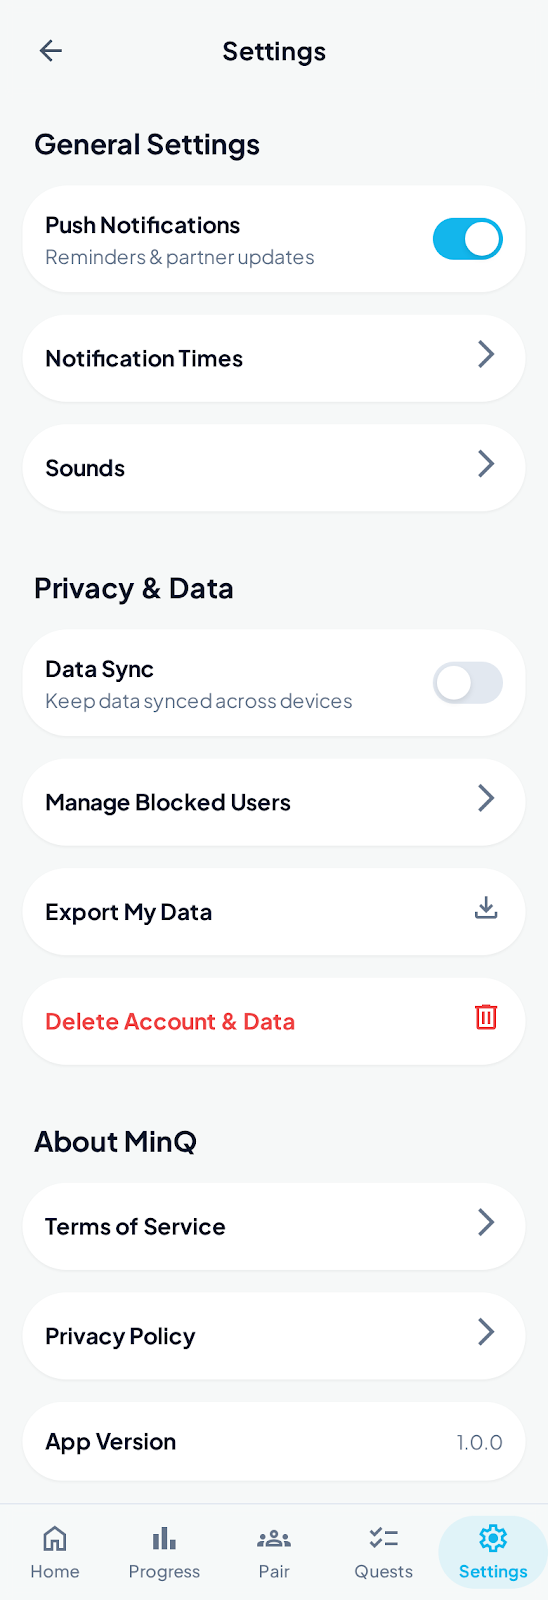 Settings
General Settings
Push Notifications
Reminders & partner updates
Notification Times
Sounds
Privacy & Data
Data Sync
Keep data synced across devices
Manage Blocked Users
Export My Data
Delete Account & Data
About MinQ
Terms of Service
Privacy Policy
App Version 1.0.0
Home Progress Pair Quests Settings